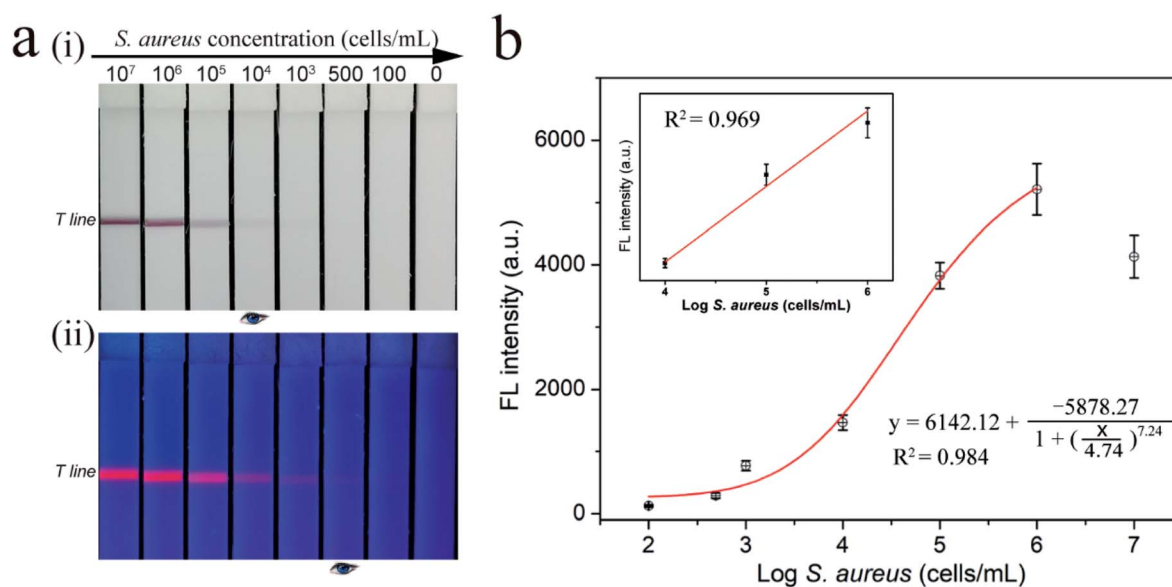 a
(i)
S. aureus concentration (cells/mL)
10⁷ 10⁶ 10⁵ 10⁴ 10³ 500 100 0
T line
(ii)
T line
b
FL intensity (a.u.)
6000
4000
2000
0
2 3 4 5 6 7
Log S. aureus (cells/mL)
R² = 0.969
FL intensity (a.u.)
4 5 6
Log S. aureus (cells/mL)
y = 6142.12 + −5878.27 / 1 + (x/4.74)^7.24
R² = 0.984